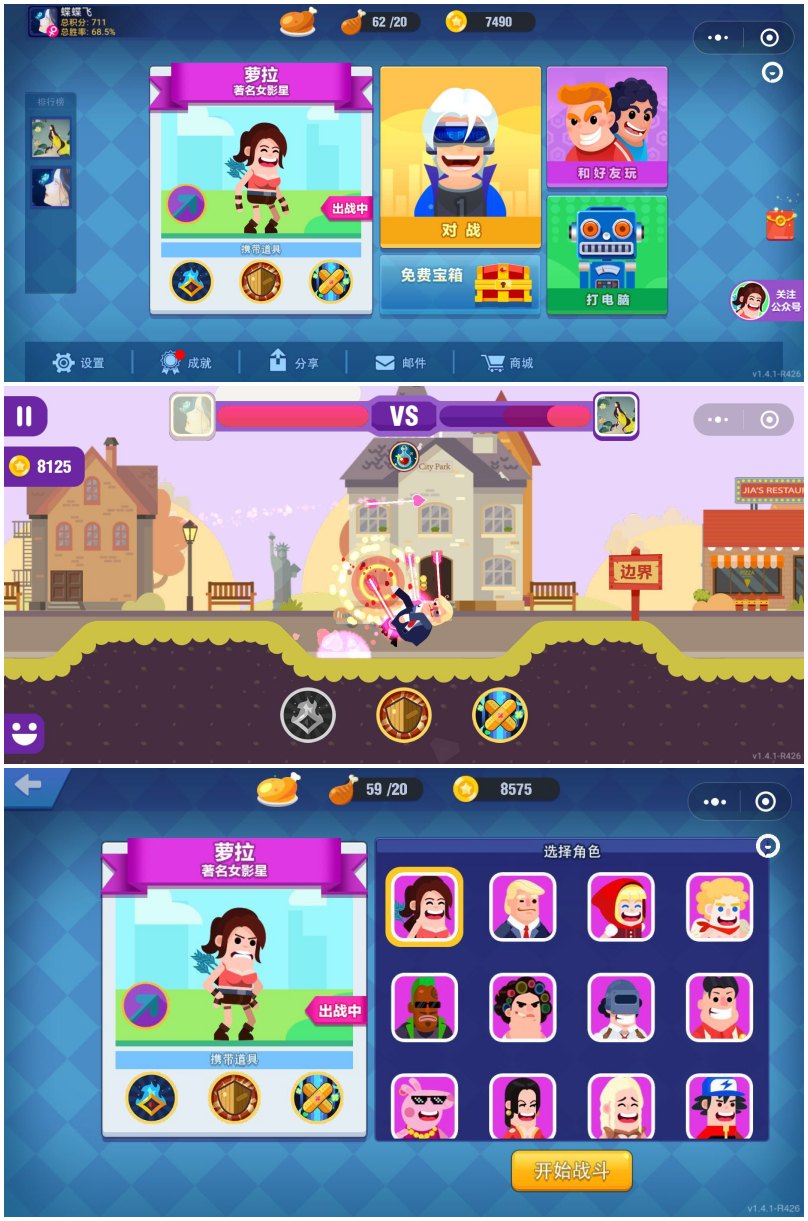 蝶蝶飞
总积分: 711
总胜率: 68.5%
62 /20
7490
排行榜
萝拉
著名女影星
出战中
携带道具
1
对 战
免费宝箱
和好友玩
打电脑
关注
公众号
设置
成就
分享
邮件
商城
v1.4.1-R426
VS
8125
City Park
JIA'S RESTAU
PIZZA
边界
v1.4.1-R426
59 /20
8575
萝拉
著名女影星
出战中
携带道具
选择角色
开始战斗
v1.4.1-R426